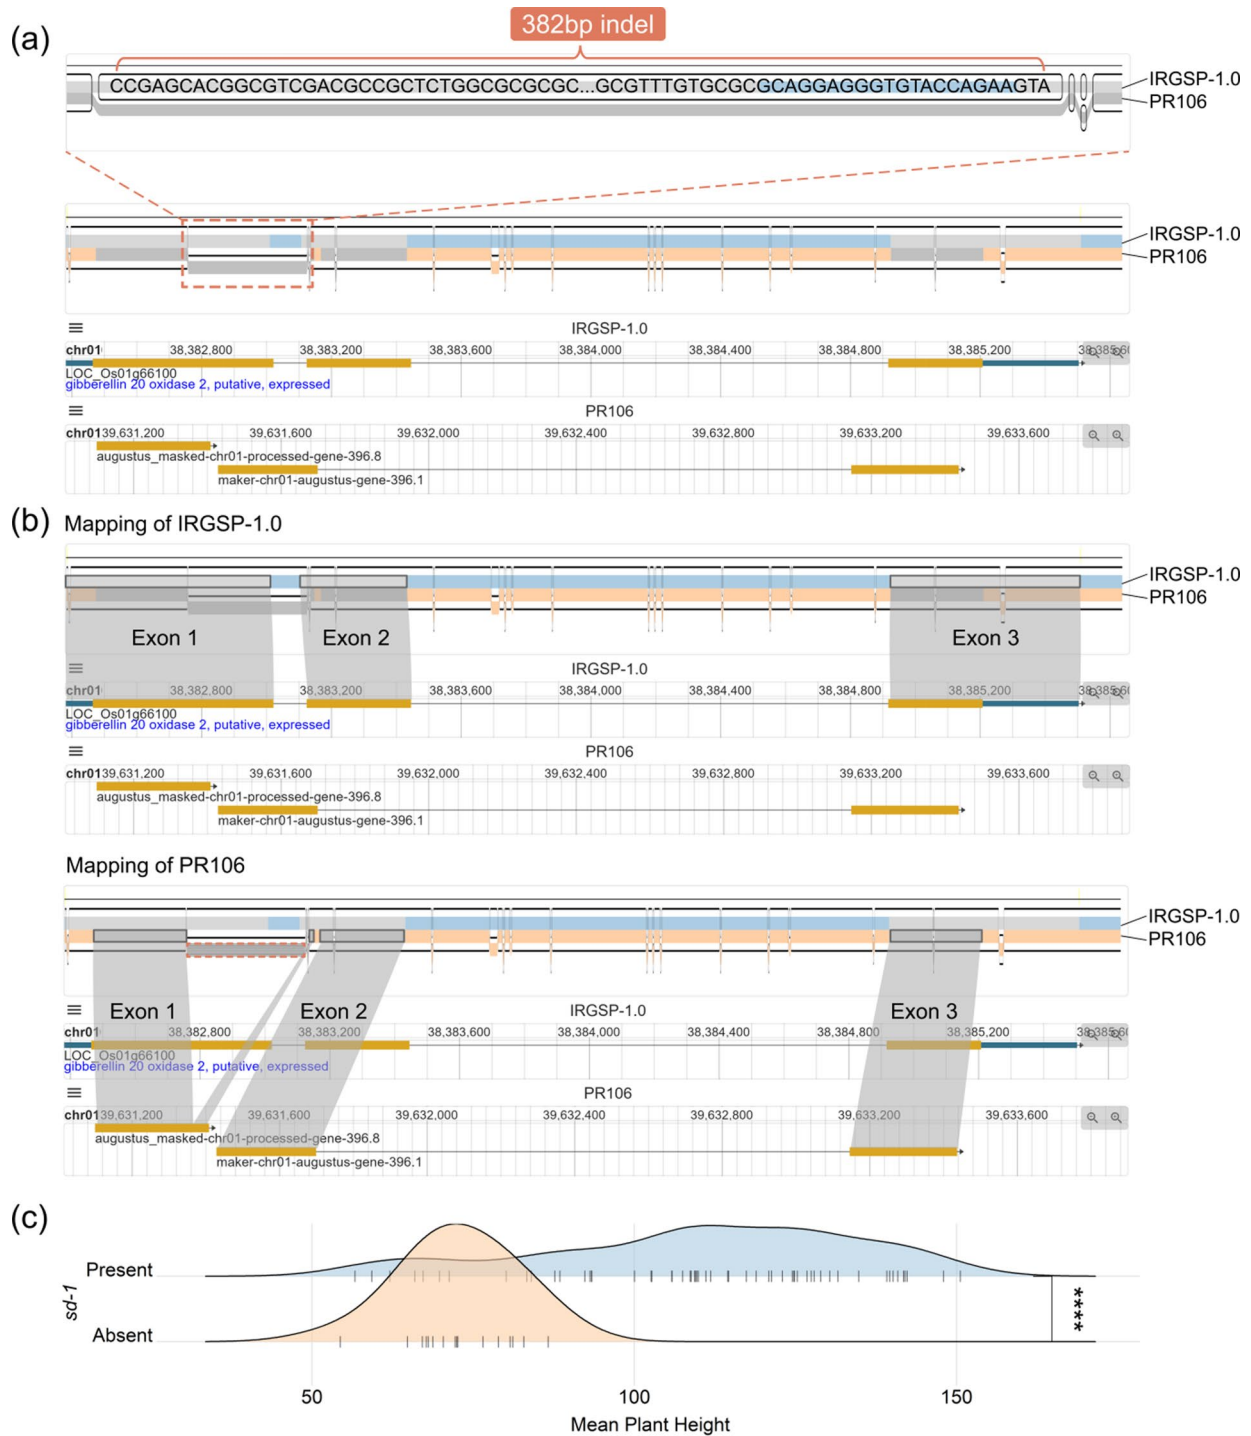 (a)
382bp indel
CCGAGCACGGCGTCGACGCCGCTCTGGCGCGCGC...GCGTTTGTGCGCGCAGGAGGGTGTACCAGAAGTA
IRGSP-1.0
PR106
IRGSP-1.0
PR106
IRGSP-1.0
chr01 38,382,800 38,383,200 38,383,600 38,384,000 38,384,400 38,384,800 38,385,200
LOC_Os01g66100
gibberellin 20 oxidase 2, putative, expressed
PR106
chr01 39,631,200 39,631,600 39,632,000 39,632,400 39,632,800 39,633,200 39,633,600
augustus_masked-chr01-processed-gene-396.8
maker-chr01-augustus-gene-396.1
(b)
Mapping of IRGSP-1.0
IRGSP-1.0
PR106
Exon 1 Exon 2 Exon 3
IRGSP-1.0
chr01 38,382,800 38,383,200 38,383,600 38,384,000 38,384,400 38,384,800 38,385,200
LOC_Os01g66100
gibberellin 20 oxidase 2, putative, expressed
PR106
chr01 39,631,200 39,631,600 39,632,000 39,632,400 39,632,800 39,633,200 39,633,600
augustus_masked-chr01-processed-gene-396.8
maker-chr01-augustus-gene-396.1
Mapping of PR106
IRGSP-1.0
PR106
Exon 1 Exon 2 Exon 3
IRGSP-1.0
chr01 38,382,800 38,383,200 38,383,600 38,384,000 38,384,400 38,384,800 38,385,200
LOC_Os01g66100
gibberellin 20 oxidase 2, putative, expressed
PR106
chr01 39,631,200 39,631,600 39,632,000 39,632,400 39,632,800 39,633,200 39,633,600
augustus_masked-chr01-processed-gene-396.8
maker-chr01-augustus-gene-396.1
(c)
Present
sd-1
Absent
****
50 100 150
Mean Plant Height